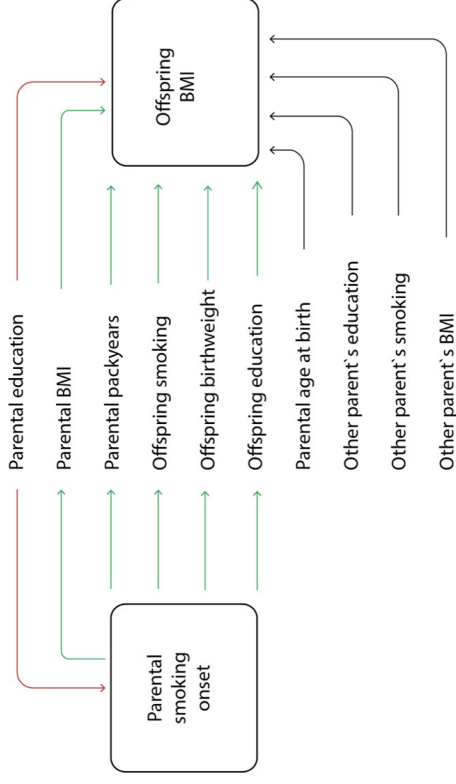 Parental education
Parental BMI
Parental packyears
Offspring smoking
Offspring birthweight
Offspring education
Parental age at birth
Other parent`s education
Other parent`s smoking
Other parent`s BMI
Parental
smoking
onset
Offspring
BMI